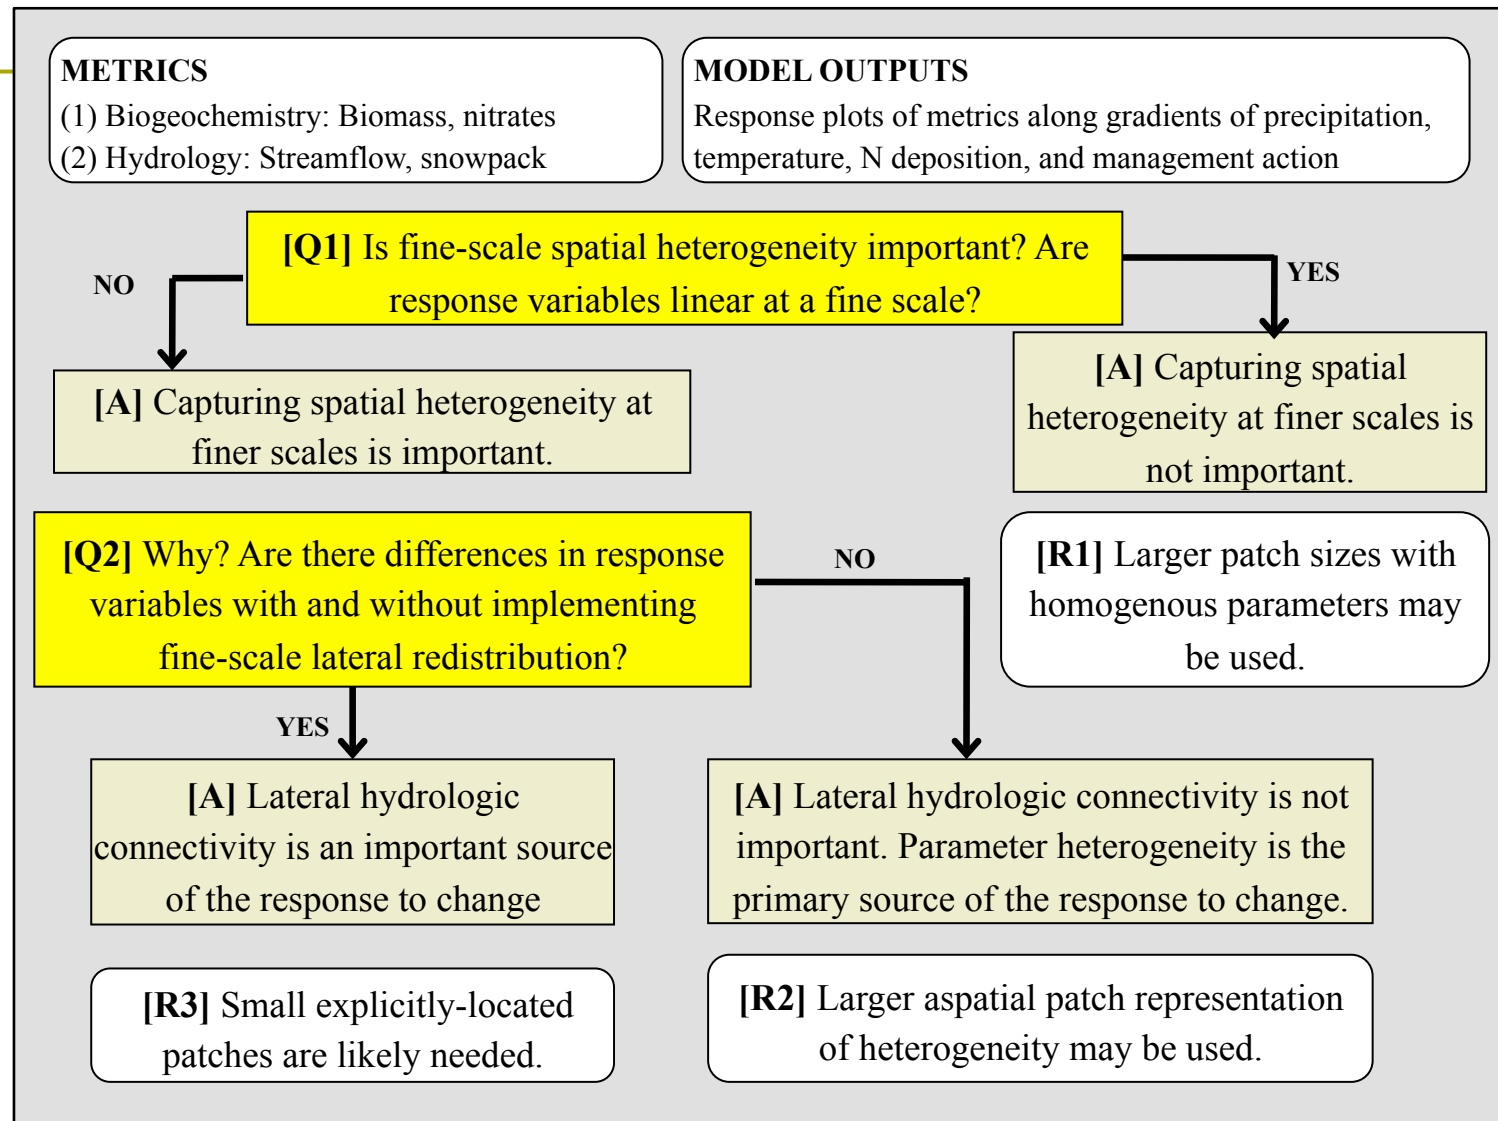 METRICS
(1) Biogeochemistry: Biomass, nitrates
(2) Hydrology: Streamflow, snowpack
MODEL OUTPUTS
Response plots of metrics along gradients of precipitation,
temperature, N deposition, and management action
[Q1] Is fine-scale spatial heterogeneity important? Are
response variables linear at a fine scale?
NO
YES
[A] Capturing spatial heterogeneity at
finer scales is important.
[A] Capturing spatial
heterogeneity at finer scales is
not important.
[Q2] Why? Are there differences in response
variables with and without implementing
fine-scale lateral redistribution?
NO
[R1] Larger patch sizes with
homogenous parameters may
be used.
YES
[A] Lateral hydrologic
connectivity is an important source
of the response to change
[A] Lateral hydrologic connectivity is not
important. Parameter heterogeneity is the
primary source of the response to change.
[R3] Small explicitly-located
patches are likely needed.
[R2] Larger aspatial patch representation
of heterogeneity may be used.